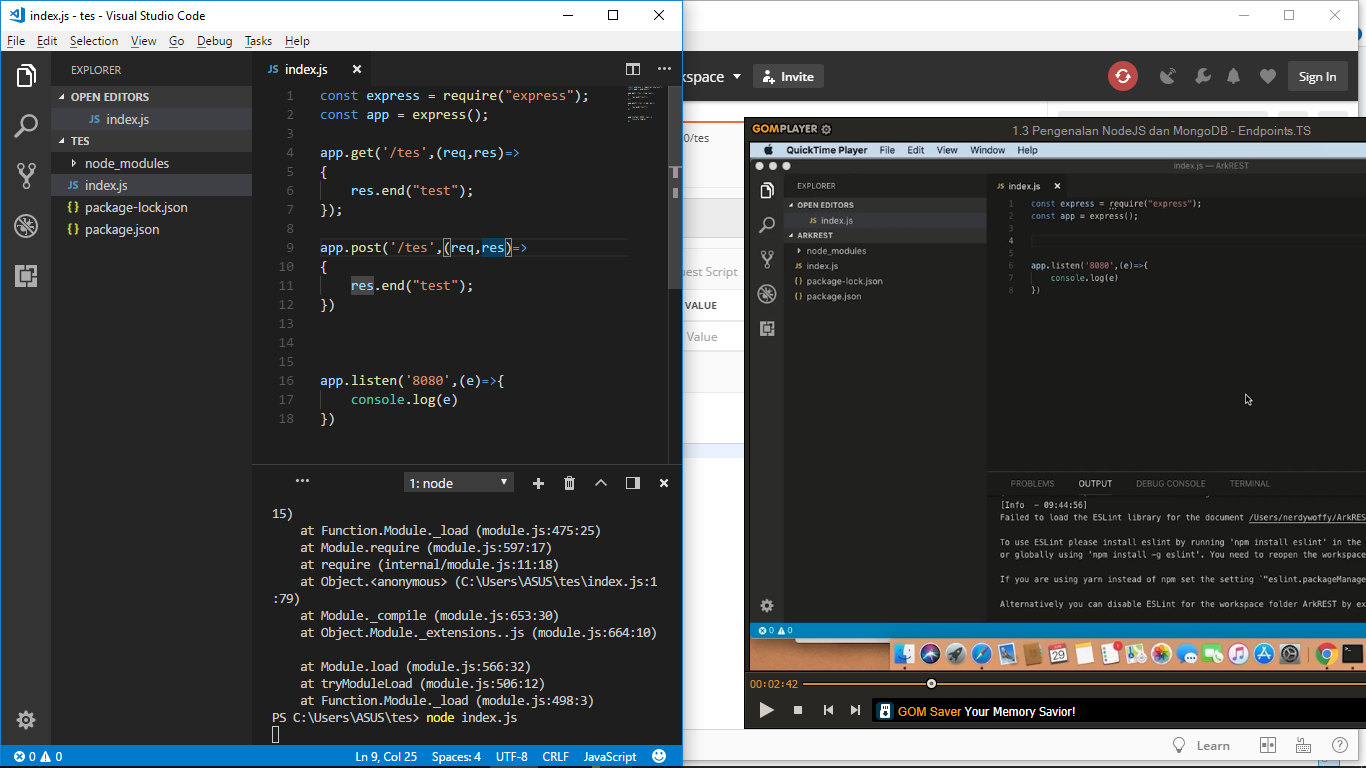 index.js - tes - Visual Studio Code
File Edit Selection View Go Debug Tasks Help
EXPLORER
OPEN EDITORS
JS index.js
TES
node_modules
JS index.js
{} package-lock.json
{} package.json
JS index.js
1 const express = require("express");
2 const app = express();
3
4 app.get('/tes',(req,res)=>
5 {
6 res.end("test");
7 });
8
9 app.post('/tes',(req,res)=>
10 {
11 res.end("test");
12 })
13
14
15
16 app.listen('8080',(e)=>{
17 console.log(e)
18 })
1: node
15)
at Function.Module._load (module.js:475:25)
at Module.require (module.js:597:17)
at require (internal/module.js:11:18)
at Object.<anonymous> (C:\Users\ASUS\tes\index.js:1
:79)
at Module._compile (module.js:653:30)
at Object.Module._extensions..js (module.js:664:10)
at Module.load (module.js:566:32)
at tryModuleLoad (module.js:506:12)
at Function.Module._load (module.js:498:3)
PS C:\Users\ASUS\tes> node index.js
0 0
Ln 9, Col 25 Spaces: 4 UTF-8 CRLF JavaScript
kspace
Invite
Sign In
0/tes
uest Script
VALUE
Value
GOMPLAYER
1.3 Pengenalan NodeJS dan MongoDB - Endpoints.TS
QuickTime Player File Edit View Window Help
index.js — ArkREST
EXPLORER
OPEN EDITORS
JS index.js
ARKREST
node_modules
JS index.js
{} package-lock.json
{} package.json
JS index.js
1 const express = require("express");
2 const app = express();
3
4
5
6 app.listen('8080',(e)=>{
7 console.log(e)
8 })
PROBLEMS OUTPUT DEBUG CONSOLE TERMINAL
[Info - 09:44:56]
Failed to load the ESLint library for the document /Users/nerdywoffy/ArkRES
To use ESLint please install eslint by running 'npm install eslint' in the
or globally using 'npm install -g eslint'. You need to reopen the workspace
If you are using yarn instead of npm set the setting `"eslint.packageManage
Alternatively you can disable ESLint for the workspace folder ArkREST by ex
0 0
29
00:02:42
GOM Saver Your Memory Savior!
Learn